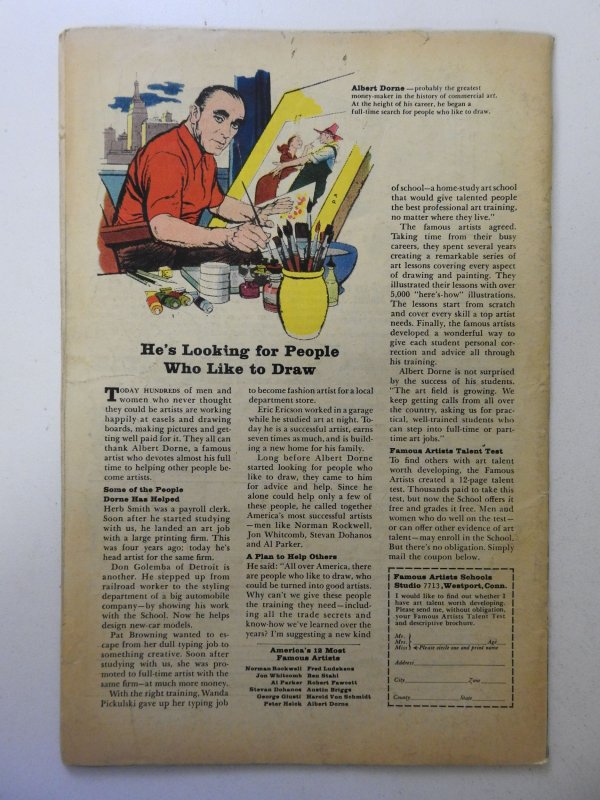 Albert Dorne — probably the greatest
money-maker in the history of commercial art.
At the height of his career, he began a
full-time search for people who like to draw.
He's Looking for People
Who Like to Draw
TODAY HUNDREDS of men and
women who never thought
they could be artists are working
happily at easels and drawing
boards, making pictures and get-
ting well paid for it. They all can
thank Albert Dorne, a famous
artist who devotes almost his full
time to helping other people be-
come artists.
Some of the People
Dorne Has Helped
Herb Smith was a payroll clerk.
Soon after he started studying
with us, he landed an art job
with a large printing firm. This
was four years ago; today he's
head artist for the same firm.
Don Golemba of Detroit is
another. He stepped up from
railroad worker to the styling
department of a big automobile
company—by showing his work
with the School. Now he helps
design new-car models.
Pat Browning wanted to es-
cape from her dull typing job to
something creative. Soon after
studying with us, she was pro-
moted to full-time artist with the
same firm—at much more money.
With the right training, Wanda
Pickulski gave up her typing job
to become fashion artist for a local
department store.
Eric Ericson worked in a garage
while he studied art at night. To-
day he is a successful artist, earns
seven times as much, and is build-
ing a new home for his family.
Long before Albert Dorne
started looking for people who
like to draw, they came to him
for advice and help. Since he
alone could help only a few of
these people, he called together
America's most successful artists
—men like Norman Rockwell,
Jon Whitcomb, Stevan Dohanos
and Al Parker.
A Plan to Help Others
He said: "All over America, there
are people who like to draw, who
could be turned into good artists.
Why can't we give these people
the training they need—includ-
ing all the trade secrets and
know-how we've learned over the
years? I'm suggesting a new kind
America's 12 Most
Famous Artists
Norman Rockwell Fred Ludekens
Jon Whitcomb Ben Stahl
Al Parker Robert Fawcett
Stevan Dohanos Austin Briggs
George Giusti Harold Von Schmidt
Peter Helck Albert Dorne
of school—a home-study art school
that would give talented people
the best professional art training,
no matter where they live."
The famous artists agreed.
Taking time from their busy
careers, they spent several years
creating a remarkable series of
art lessons covering every aspect
of drawing and painting. They
illustrated their lessons with over
5,000 "here's-how" illustrations.
The lessons start from scratch
and cover every skill a top artist
needs. Finally, the famous artists
developed a wonderful way to
give each student personal cor-
rection and advice all through
his training.
Albert Dorne is not surprised
by the success of his students.
"The art field is growing. We
keep getting calls from all over
the country, asking us for prac-
tical, well-trained students who
can step into full-time or part-
time art jobs."
Famous Artists Talent Test
To find others with art talent
worth developing, the Famous
Artists created a 12-page talent
test. Thousands paid to take this
test, but now the School offers it
free and grades it free. Men and
women who do well on the test—
or can offer other evidence of art
talent—may enroll in the School.
But there's no obligation. Simply
mail the coupon below.
Famous Artists Schools
Studio 7713, Westport, Conn.
I would like to find out whether I
have art talent worth developing.
Please send me, without obligation,
your Famous Artists Talent Test
and descriptive brochure.
Mr.
Mrs. Age
Miss Please circle one and print name
Address
City Zone
County State